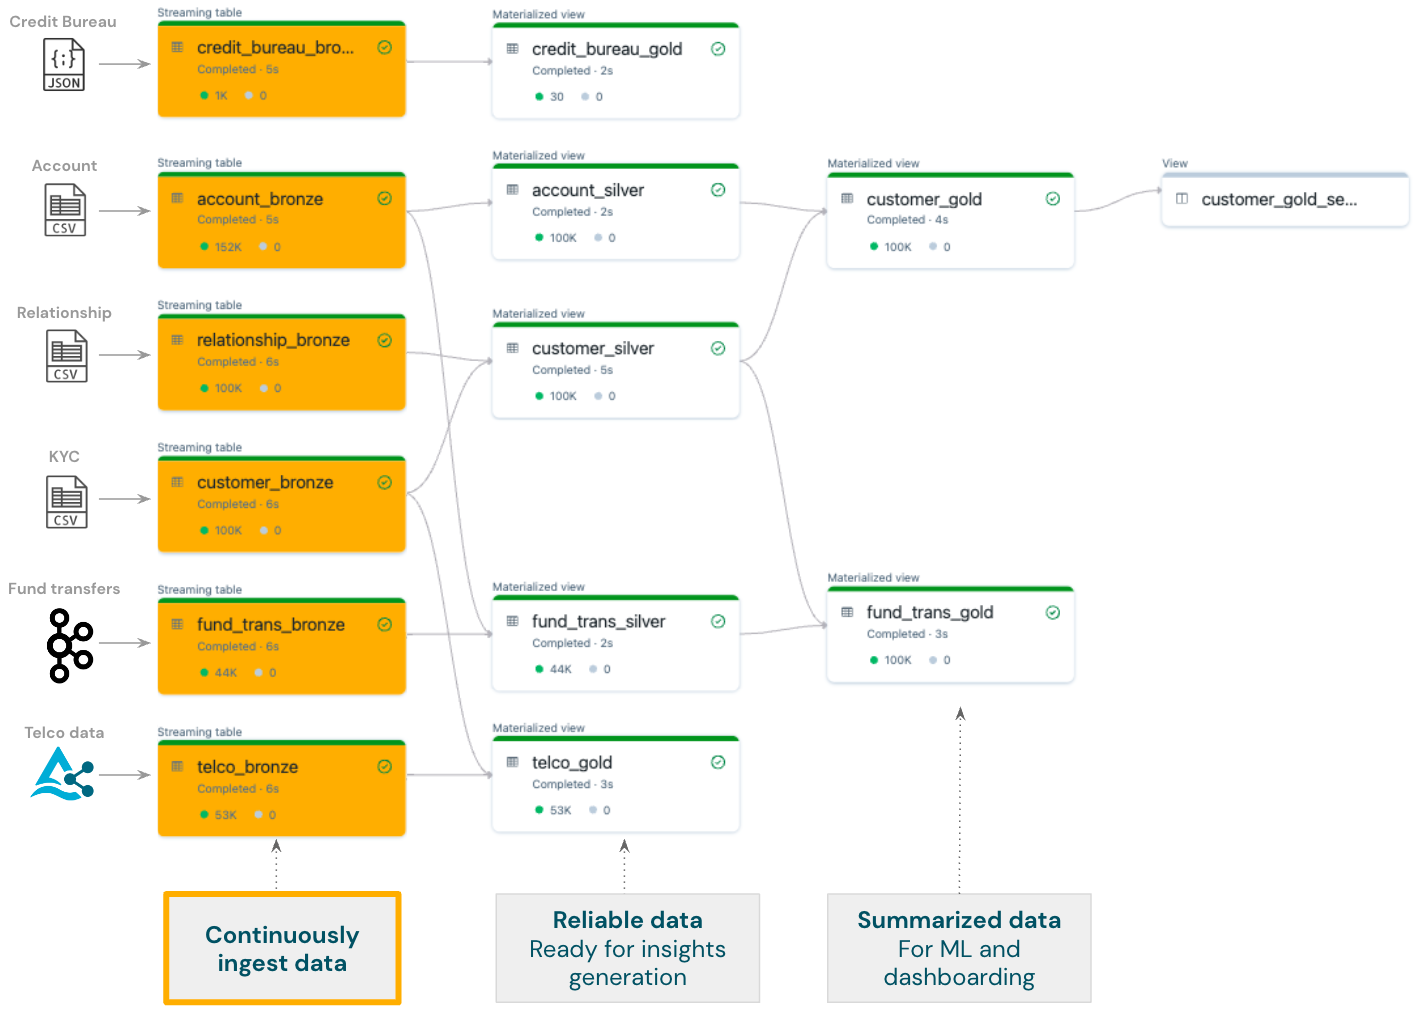 Credit Bureau
{;}
JSON
Streaming table
credit_bureau_bro...
Completed · 5s
1K 0
Materialized view
credit_bureau_gold
Completed · 2s
30 0
Account
CSV
Streaming table
account_bronze
Completed · 5s
152K 0
Materialized view
account_silver
Completed · 2s
100K 0
Materialized view
customer_gold
Completed · 4s
100K 0
View
customer_gold_se...
Relationship
CSV
Streaming table
relationship_bronze
Completed · 6s
100K 0
Materialized view
customer_silver
Completed · 5s
100K 0
KYC
CSV
Streaming table
customer_bronze
Completed · 6s
100K 0
Fund transfers
Streaming table
fund_trans_bronze
Completed · 6s
44K 0
Materialized view
fund_trans_silver
Completed · 2s
44K 0
Materialized view
fund_trans_gold
Completed · 3s
100K 0
Telco data
Streaming table
telco_bronze
Completed · 6s
53K 0
Materialized view
telco_gold
Completed · 3s
53K 0
Continuously
ingest data
Reliable data
Ready for insights
generation
Summarized data
For ML and
dashboarding